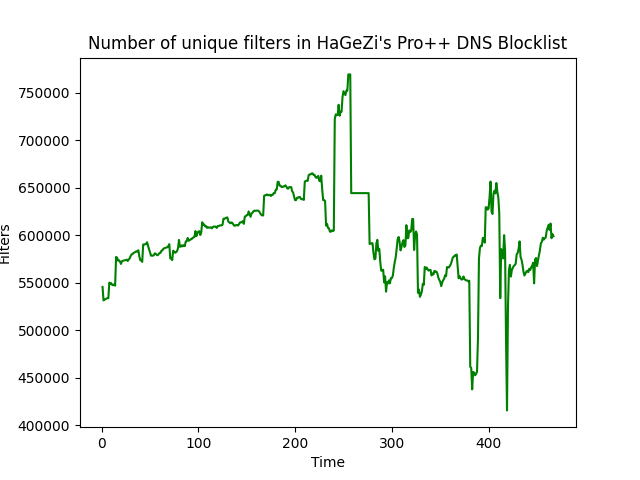 Number of unique filters in HaGeZi's Pro++ DNS Blocklist
Filters
750000
700000
650000
600000
550000
500000
450000
400000
0 100 200 300 400
Time